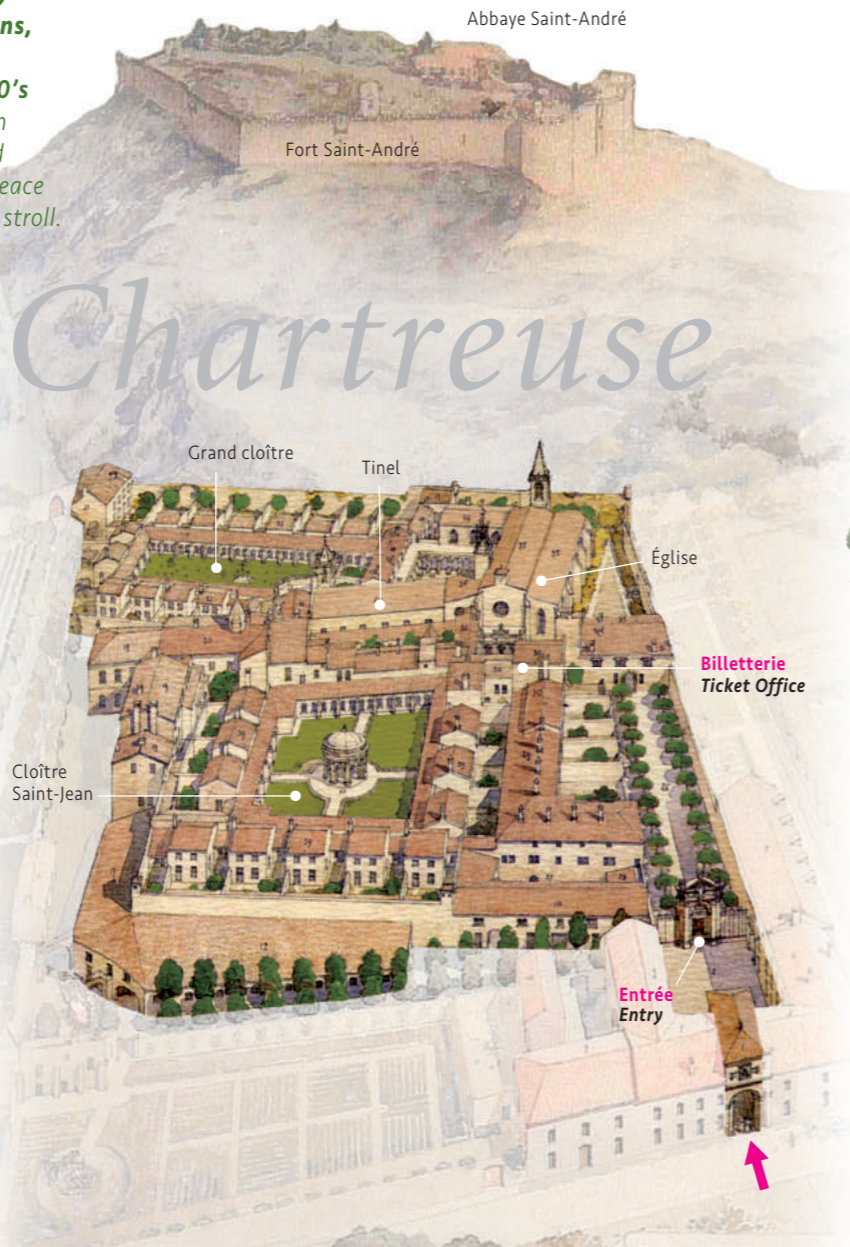 ns,
0's
n
d
eace
stroll.
Abbaye Saint-André
Fort Saint-André
Chartreuse
Grand cloître
Tinel
Église
Billetterie
Ticket Office
Cloître
Saint-Jean
Entrée
Entry